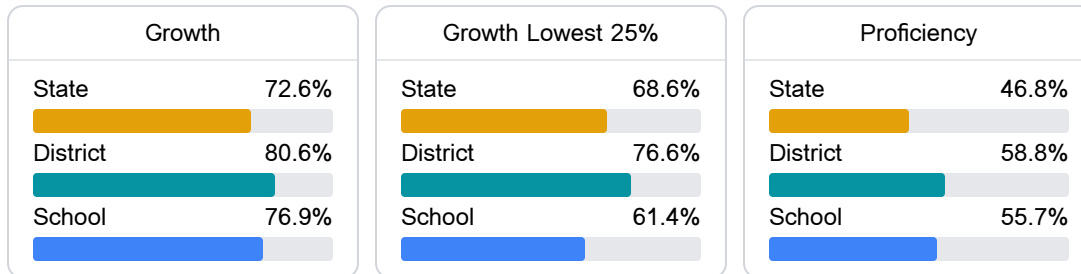 Growth
State 72.6%
District 80.6%
School 76.9%
Growth Lowest 25%
State 68.6%
District 76.6%
School 61.4%
Proficiency
State 46.8%
District 58.8%
School 55.7%